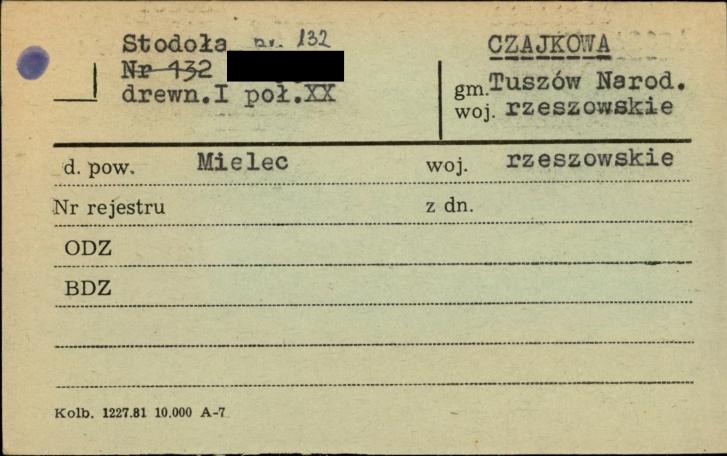 Stodoła nr. 132
CZAJKOWA
Nr 132
drewn.I poł.XX
gm. Tuszów Narod.
woj. rzeszowskie
d. pow. Mielec woj. rzeszowskie
Nr rejestru z dn.
ODZ
BDZ
Kolb. 1227.81 10.000 A-7